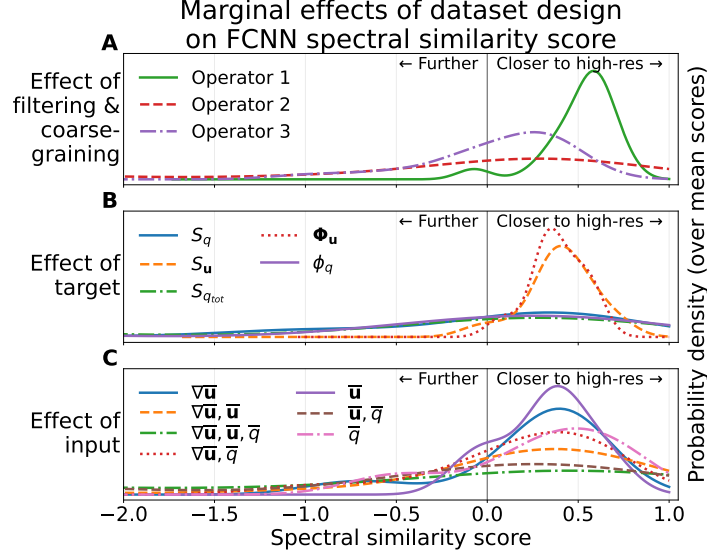 Marginal effects of dataset design
on FCNN spectral similarity score
A
Effect of
filtering &
coarse-
graining
Operator 1
Operator 2
Operator 3
← Further
Closer to high-res →
B
Effect of
target
S_q
S_𝐮
S_{q_{tot}}
𝚽_𝐮
ϕ_q
← Further
Closer to high-res →
C
Effect of
input
∇𝐮̅
∇𝐮̅, 𝐮̅
∇𝐮̅, 𝐮̅, q̅
∇𝐮̅, q̅
𝐮̅
𝐮̅, q̅
q̅
← Further
Closer to high-res →
−2.0 −1.5 −1.0 −0.5 0.0 0.5 1.0
Spectral similarity score
Probability density (over mean scores)